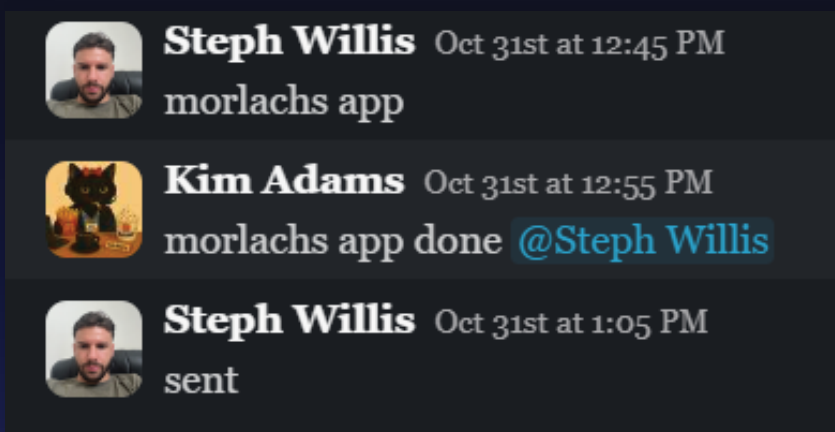 Steph Willis Oct 31st at 12:45 PM
morlachs app
Kim Adams Oct 31st at 12:55 PM
morlachs app done @Steph Willis
Steph Willis Oct 31st at 1:05 PM
sent